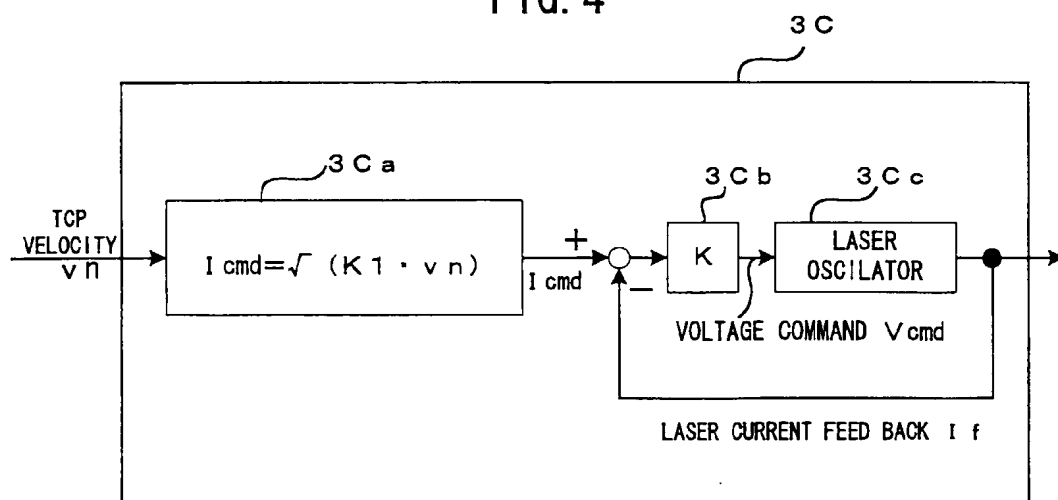 FIG. 4
3C
3Ca
3Cb
3Cc
TCP
VELOCITY
vn
Icmd=√(K1・vn)
+
Icmd
−
K
LASER
OSCILATOR
VOLTAGE COMMAND Vcmd
LASER CURRENT FEED BACK If